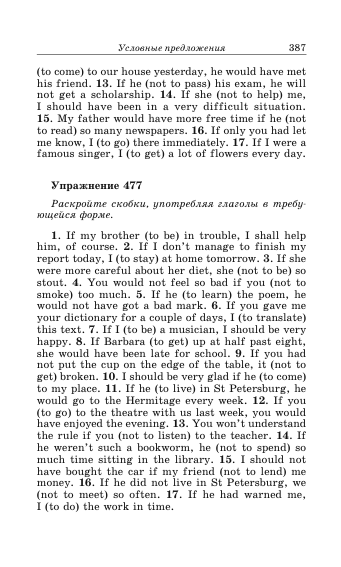 Условные предложения 387
(to come) to our house yesterday, he would have met
his friend. 13. If he (not to pass) his exam, he will
not get a scholarship. 14. If she (not to help) me,
I should have been in a very difficult situation.
15. My father would have more free time if he (not
to read) so many newspapers. 16. If only you had let
me know, I (to go) there immediately. 17. If I were a
famous singer, I (to get) a lot of flowers every day.
Упражнение 477
Раскройте скобки, употребляя глаголы в требу-
ющейся форме.
1. If my brother (to be) in trouble, I shall help
him, of course. 2. If I don't manage to finish my
report today, I (to stay) at home tomorrow. 3. If she
were more careful about her diet, she (not to be) so
stout. 4. You would not feel so bad if you (not to
smoke) too much. 5. If he (to learn) the poem, he
would not have got a bad mark. 6. If you gave me
your dictionary for a couple of days, I (to translate)
this text. 7. If I (to be) a musician, I should be very
happy. 8. If Barbara (to get) up at half past eight,
she would have been late for school. 9. If you had
not put the cup on the edge of the table, it (not to
get) broken. 10. I should be very glad if he (to come)
to my place. 11. If he (to live) in St Petersburg, he
would go to the Hermitage every week. 12. If you
(to go) to the theatre with us last week, you would
have enjoyed the evening. 13. You won't understand
the rule if you (not to listen) to the teacher. 14. If
he weren't such a bookworm, he (not to spend) so
much time sitting in the library. 15. I should not
have bought the car if my friend (not to lend) me
money. 16. If he did not live in St Petersburg, we
(not to meet) so often. 17. If he had warned me,
I (to do) the work in time.